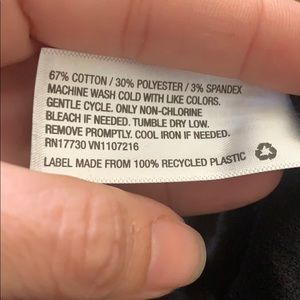 67% COTTON / 30% POLYESTER / 3% SPANDEX
MACHINE WASH COLD WITH LIKE COLORS.
GENTLE CYCLE. ONLY NON-CHLORINE
BLEACH IF NEEDED. TUMBLE DRY LOW.
REMOVE PROMPTLY. COOL IRON IF NEEDED.
RN17730 VN1107216
LABEL MADE FROM 100% RECYCLED PLASTIC